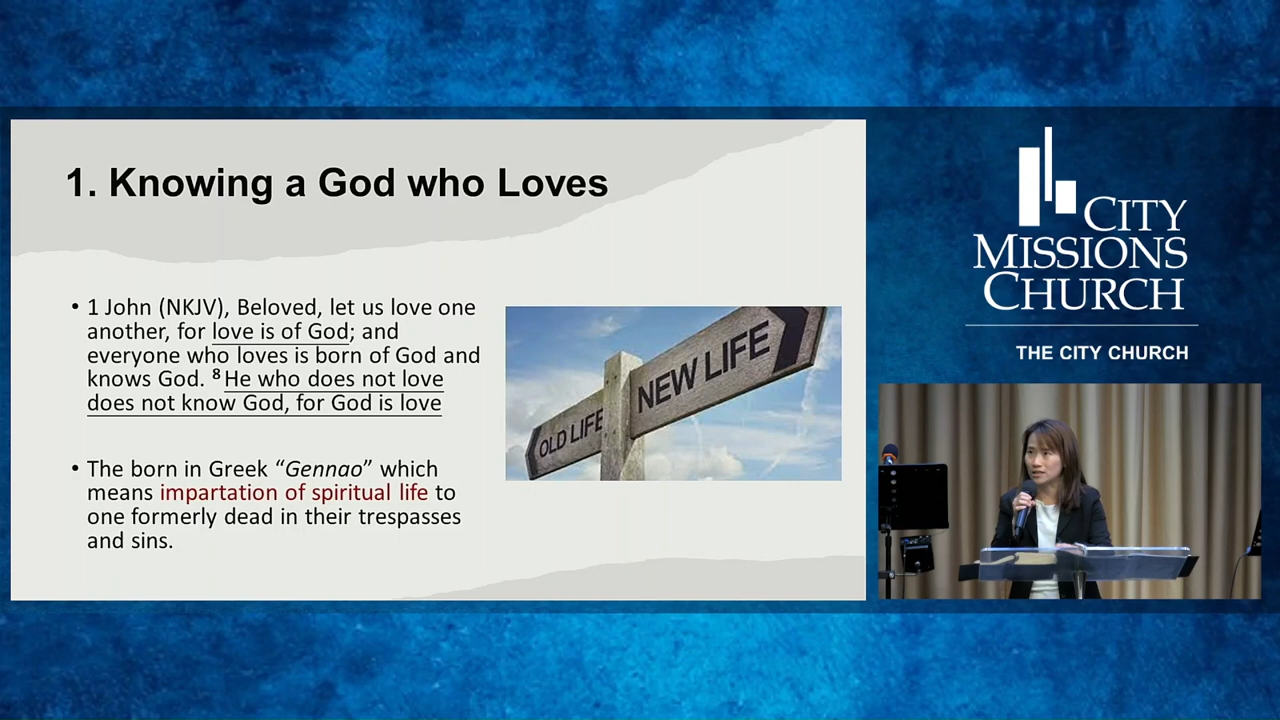 1. Knowing a God who Loves
• 1 John (NKJV), Beloved, let us love one
another, for love is of God; and
everyone who loves is born of God and
knows God. ⁸ He who does not love
does not know God, for God is love
• The born in Greek “Gennao” which
means impartation of spiritual life to
one formerly dead in their trespasses
and sins.
OLD LIFE
NEW LIFE
CITY
MISSIONS
CHURCH
THE CITY CHURCH